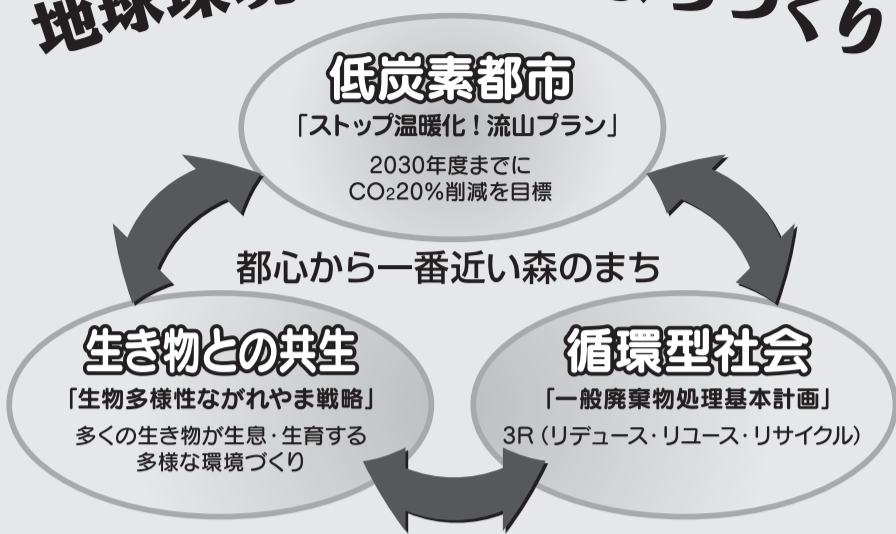 地球環境
づくり
低炭素都市
「ストップ温暖化！流山プラン」
2030年度までに
CO₂20%削減を目標
都心から一番近い森のまち
生き物との共生
「生物多様性ながれやま戦略」
多くの生き物が生息・生育する
多様な環境づくり
循環型社会
「一般廃棄物処理基本計画」
3R（リデュース・リユース・リサイクル）